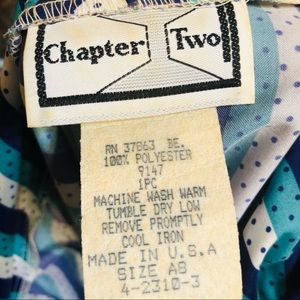 Chapter Two
RN 37863 BE.
100% POLYESTER
9147
1PC
MACHINE WASH WARM
TUMBLE DRY LOW
REMOVE PROMPTLY
COOL IRON
MADE IN U.S.A
SIZE AB
4-2310-3